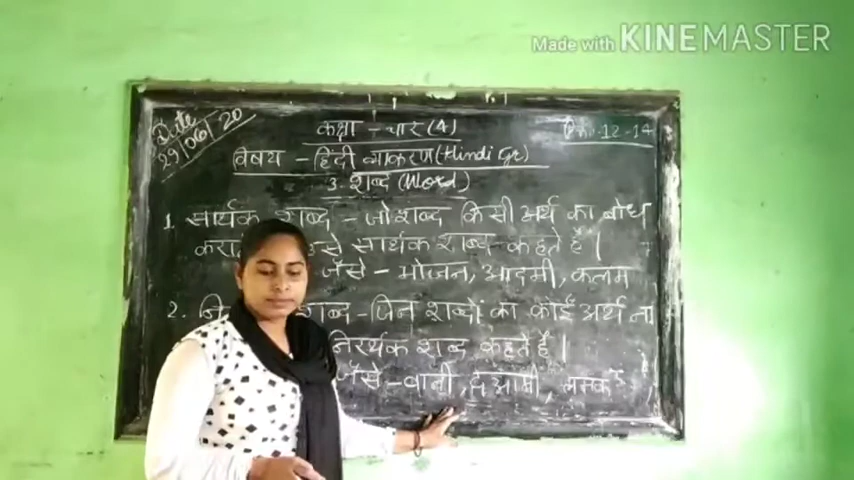 Made with KINEMASTER
Date
29/06/20
कक्षा - चार (4)
विषय - हिंदी व्याकरण (Hindi Gr)
3. शब्द (Word)
1. सार्थक शब्द - जो शब्द किसी अर्थ का बोध
सार्थक शब्द कहते हैं।
जैसे - भोजन, आदमी, कलम
2. शब्द - जिन शब्दों का कोई अर्थ ना
निरर्थक शब्द कहते हैं।
जैसे -